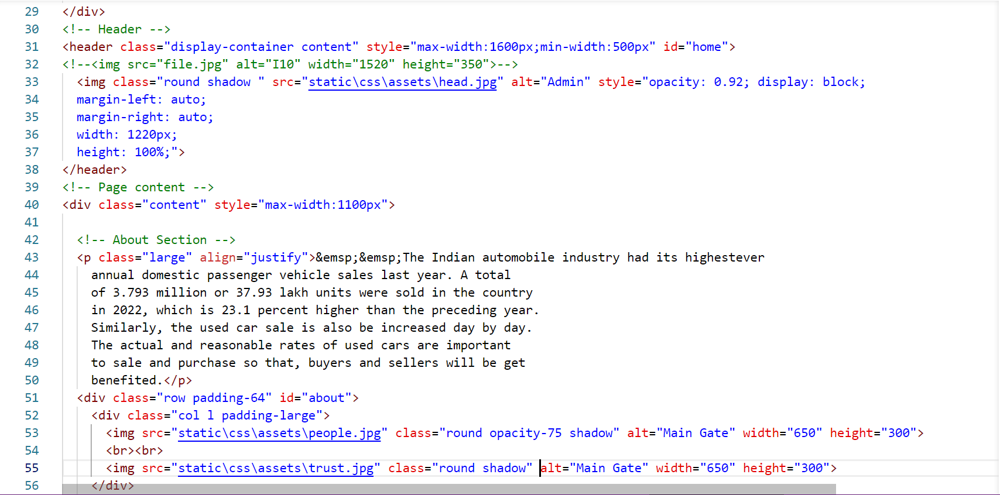 29 </div>
30 <!-- Header -->
31 <header class="display-container content" style="max-width:1600px;min-width:500px" id="home">
32 <!--<img src="file.jpg" alt="I10" width="1520" height="350">-->
33 <img class="round shadow " src="static\css\assets\head.jpg" alt="Admin" style="opacity: 0.92; display: block;
34 margin-left: auto;
35 margin-right: auto;
36 width: 1220px;
37 height: 100%;">
38 </header>
39 <!-- Page content -->
40 <div class="content" style="max-width:1100px">
41
42 <!-- About Section -->
43 <p class="large" align="justify">&emsp;&emsp;The Indian automobile industry had its highestever
44 annual domestic passenger vehicle sales last year. A total
45 of 3.793 million or 37.93 lakh units were sold in the country
46 in 2022, which is 23.1 percent higher than the preceding year.
47 Similarly, the used car sale is also be increased day by day.
48 The actual and reasonable rates of used cars are important
49 to sale and purchase so that, buyers and sellers will be get
50 benefited.</p>
51 <div class="row padding-64" id="about">
52 <div class="col l padding-large">
53 <img src="static\css\assets\people.jpg" class="round opacity-75 shadow" alt="Main Gate" width="650" height="300">
54 <br><br>
55 <img src="static\css\assets\trust.jpg" class="round shadow" alt="Main Gate" width="650" height="300">
56 </div>